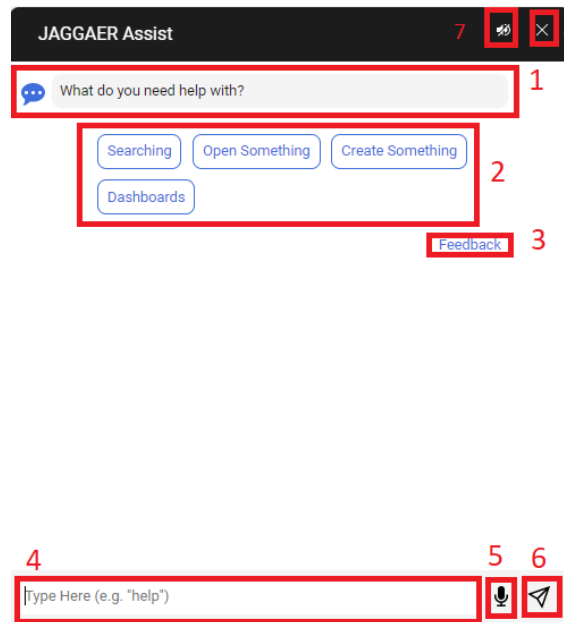 JAGGAER Assist 7
What do you need help with? 1
Searching Open Something Create Something 2
Dashboards
Feedback 3
4 5 6
Type Here (e.g. "help")